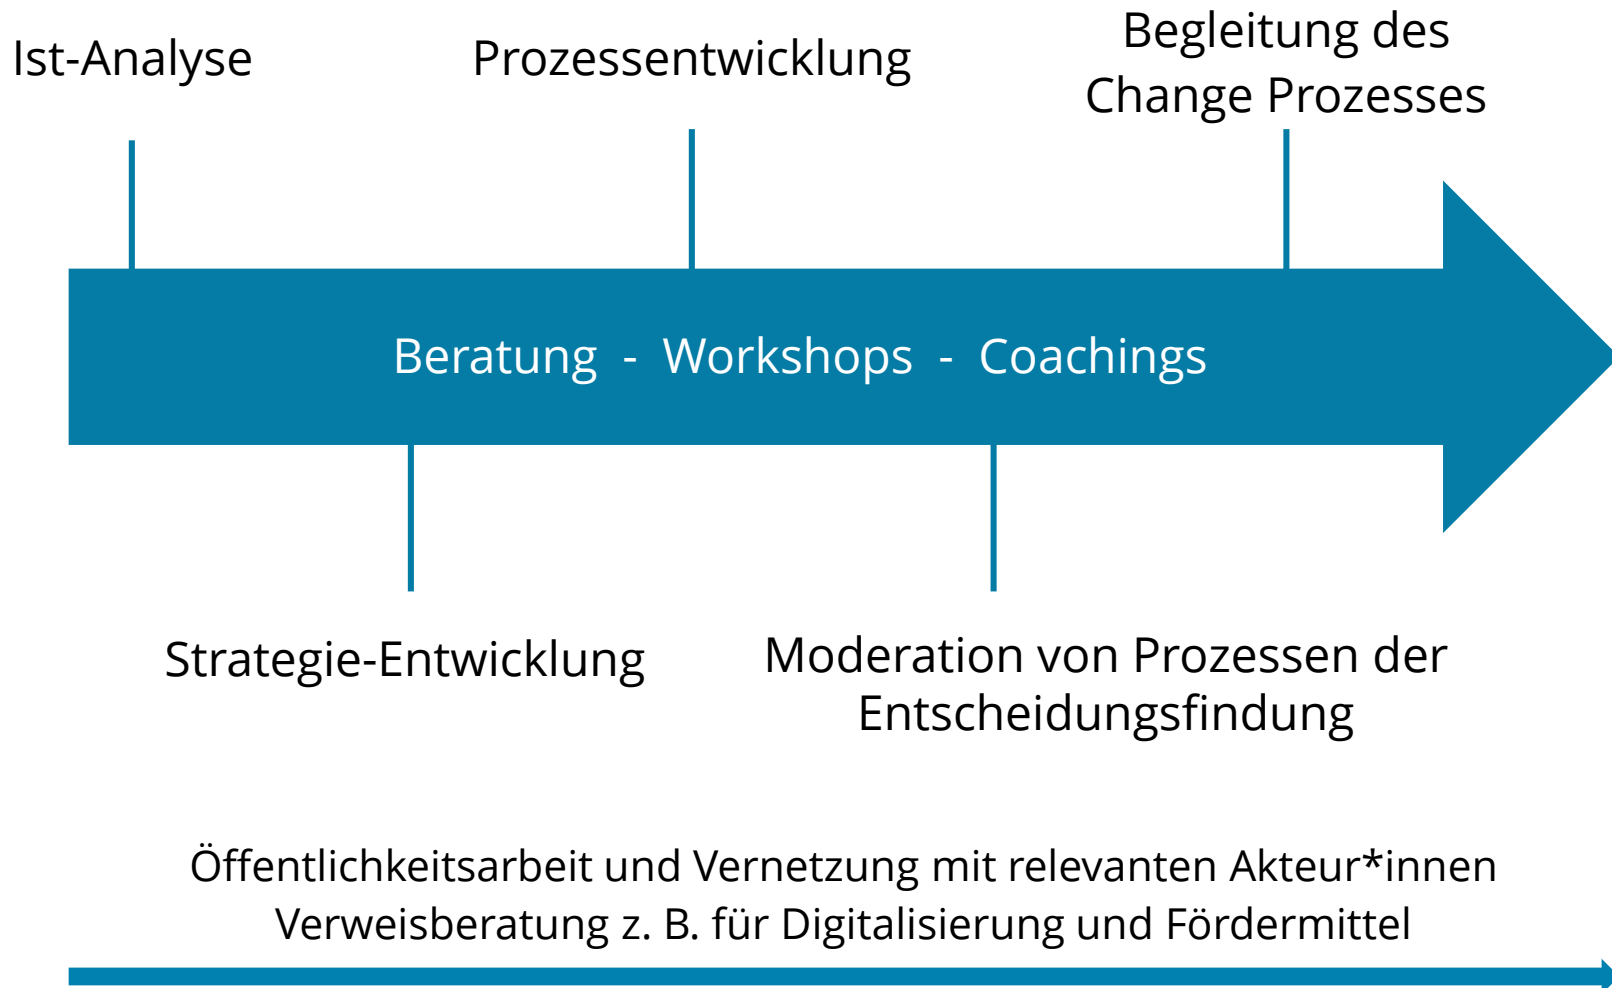 Ist-Analyse
Prozessentwicklung
Begleitung des
Change Prozesses
Beratung - Workshops - Coachings
Strategie-Entwicklung
Moderation von Prozessen der
Entscheidungsfindung
Öffentlichkeitsarbeit und Vernetzung mit relevanten Akteur*innen
Verweisberatung z. B. für Digitalisierung und Fördermittel